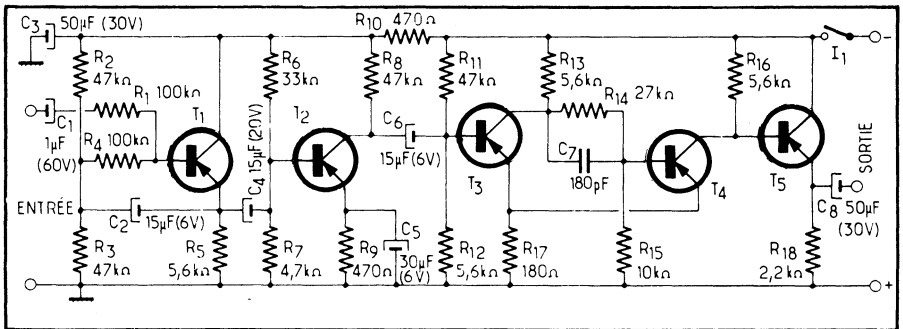 C3 50µF (30V)
R10 470Ω
R2
47kΩ
R6
33kΩ
R8
47kΩ
R11
47kΩ
R13
5,6kΩ
R16
5,6kΩ
I1
-
R1 100kΩ
C1
1µF
(60V)
R4 100kΩ
T1
C4 15µF (20V)
T2
C6
15µF(6V)
T3
R14 27kΩ
C7
180pF
T4
T5
SORTIE
C8 50µF
(30V)
ENTRÉE
C2 15µF(6V)
R3
47kΩ
R5
5,6kΩ
R7
4,7kΩ
R9
470Ω
C5
30µF
(6V)
R12
5,6kΩ
R17
180Ω
R15
10kΩ
R18
2,2kΩ
+